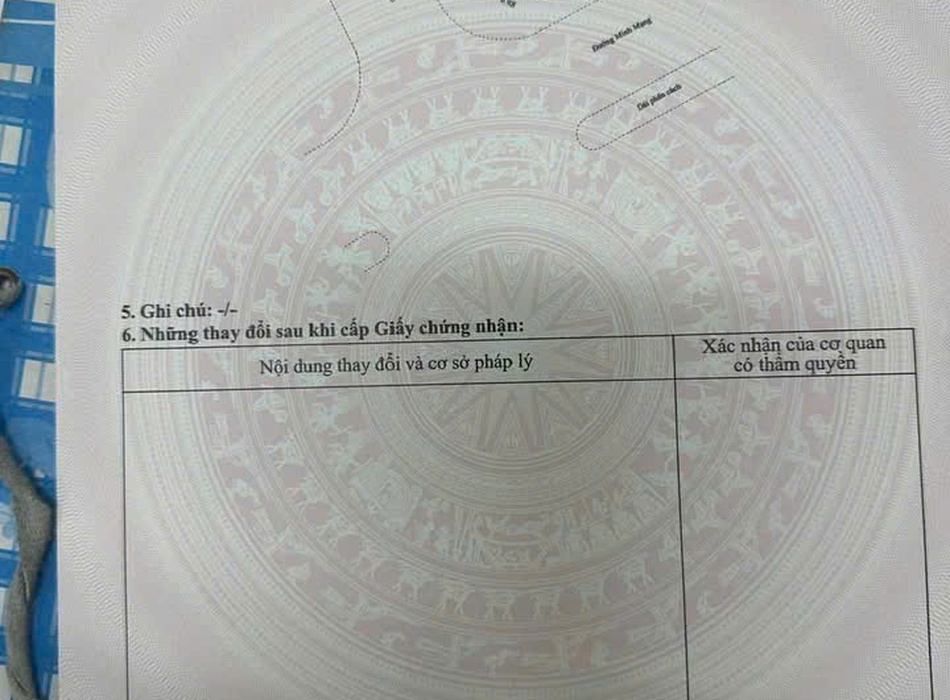 Đường Minh Mạng
Dải phân cách
5. Ghi chú: -/-
6. Những thay đổi sau khi cấp Giấy chứng nhận:
Nội dung thay đổi và cơ sở pháp lý
Xác nhận của cơ quan
có thẩm quyền